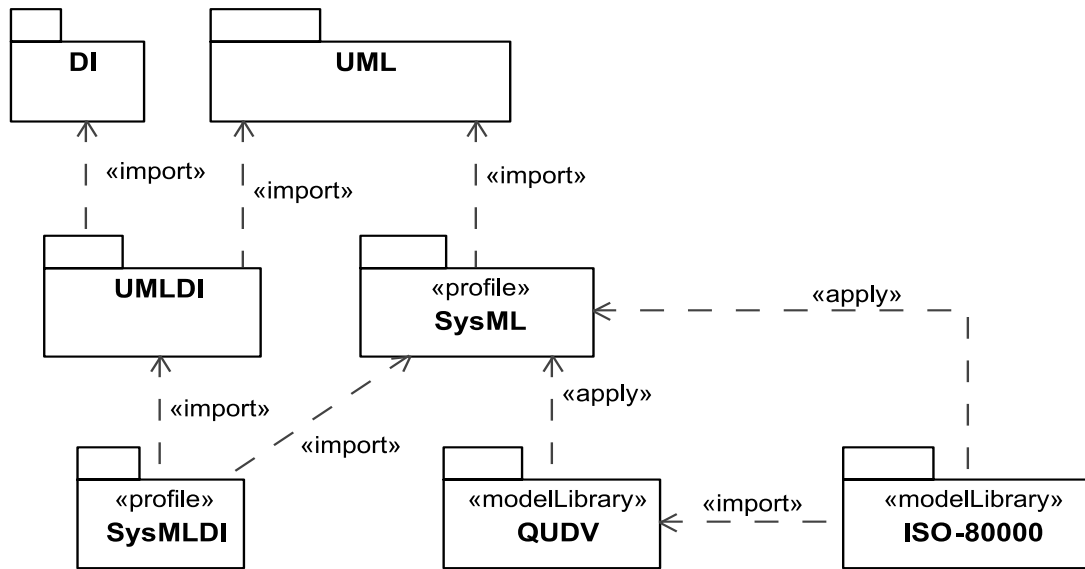 DI
UML
«import»
«import»
«import»
UMLDI
«profile»
SysML
«apply»
«import»
«import»
«apply»
«profile»
SysMLDI
«modelLibrary»
QUDV
«import»
«modelLibrary»
ISO-80000